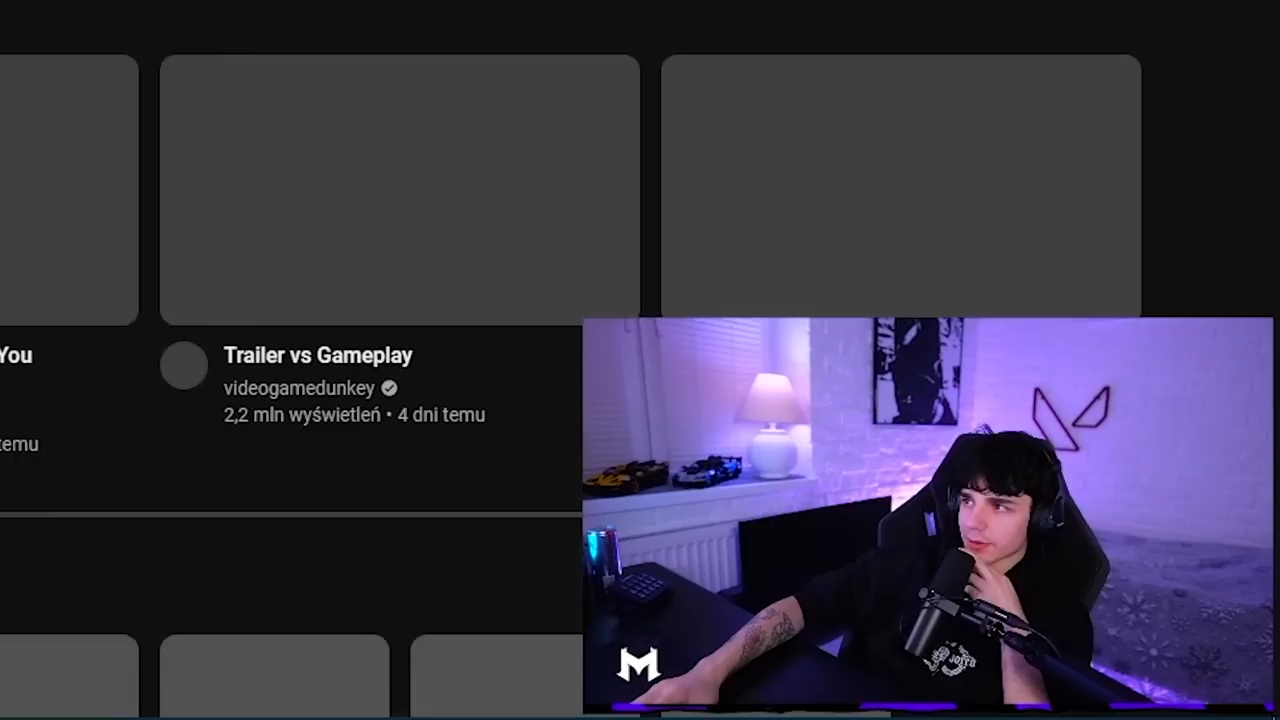 You
Trailer vs Gameplay
videogamedunkey
2,2 mln wyświetleń • 4 dni temu
temu